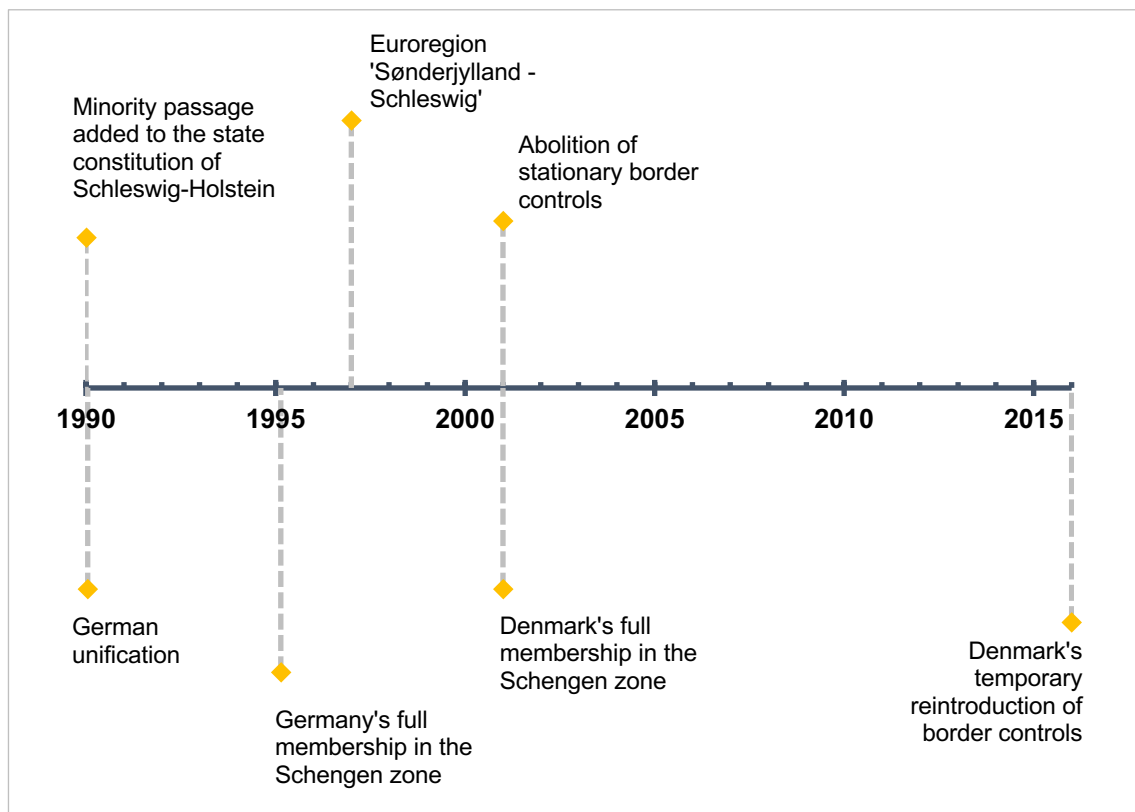 Euroregion
'Sønderjylland -
Schleswig'
Minority passage
added to the state
constitution of
Schleswig-Holstein
Abolition of
stationary border
controls
1990
1995
2000
2005
2010
2015
German
unification
Denmark's full
membership in the
Schengen zone
Denmark's
temporary
reintroduction of
border controls
Germany's full
membership in the
Schengen zone